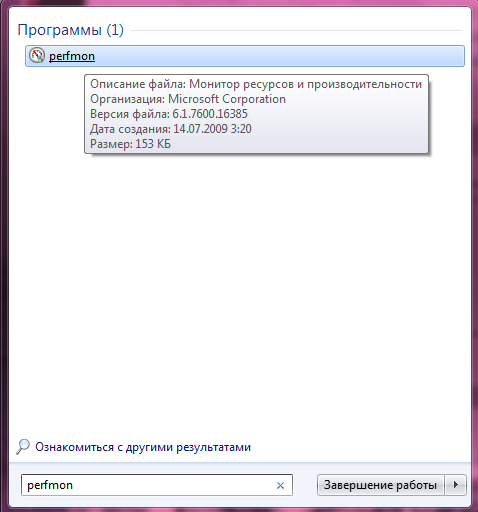 Программы (1)
perfmon
Описание файла: Монитор ресурсов и производительности
Организация: Microsoft Corporation
Версия файла: 6.1.7600.16385
Дата создания: 14.07.2009 3:20
Размер: 153 КБ
Ознакомиться с другими результатами
perfmon
Завершение работы